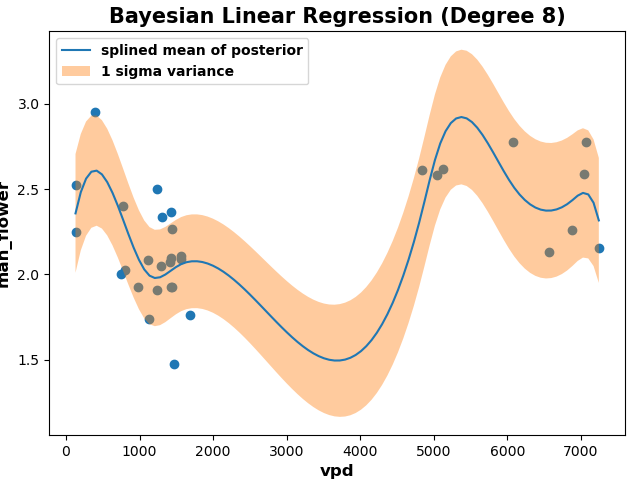 Bayesian Linear Regression (Degree 8)
splined mean of posterior
1 sigma variance
3.0
2.5
2.0
1.5
man_flower
0 1000 2000 3000 4000 5000 6000 7000
vpd